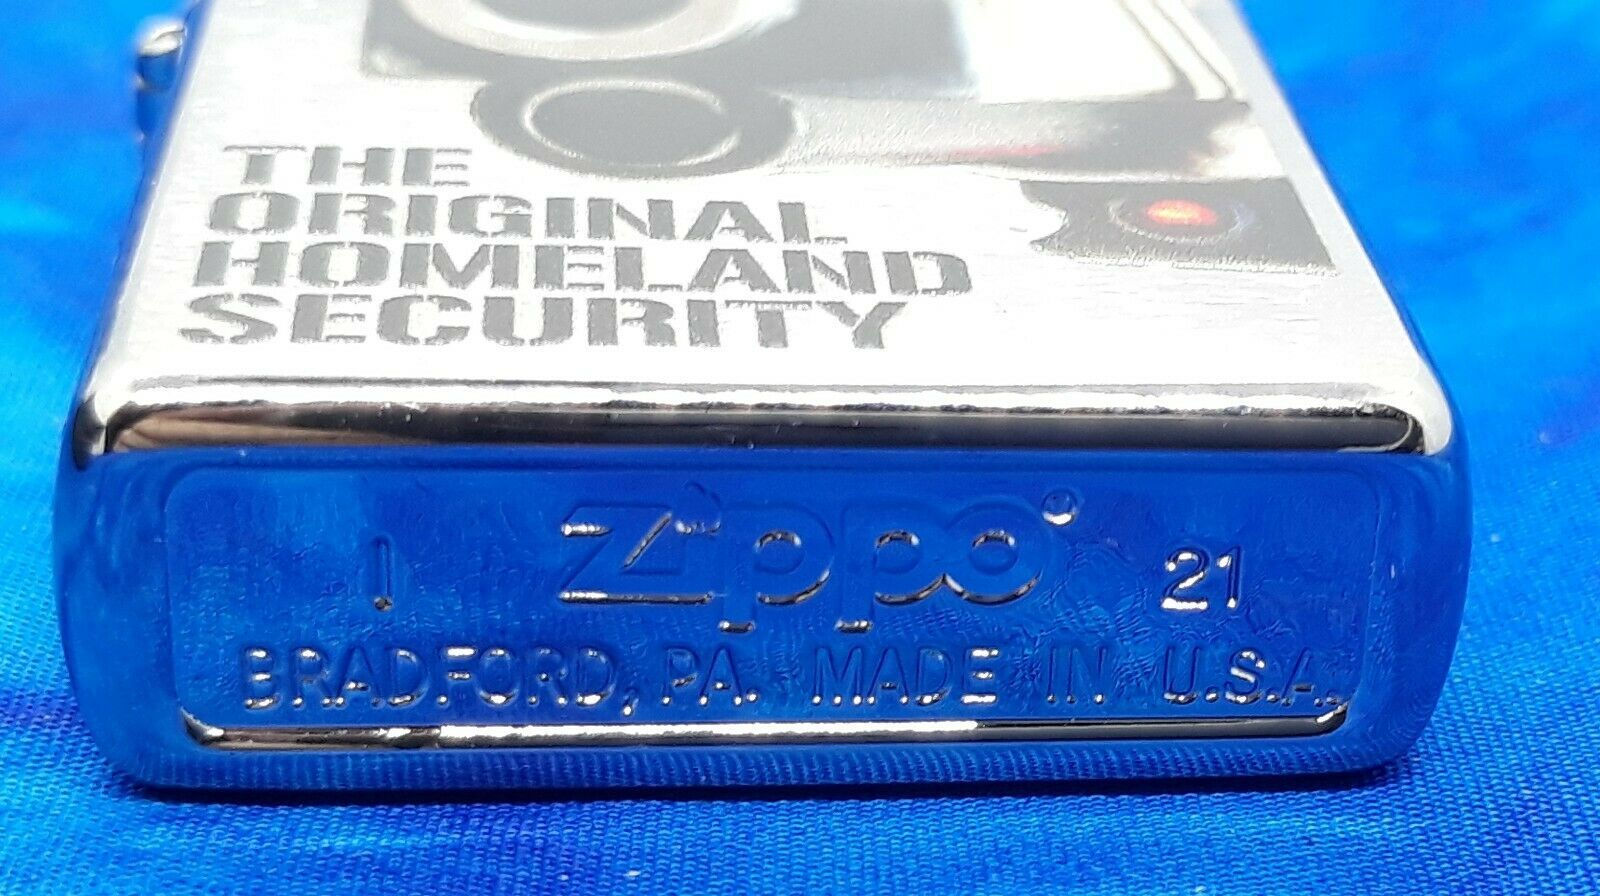 THE
ORIGINAL
HOMELAND
SECURITY
I Zippo 21
BRADFORD, PA. MADE IN U.S.A.